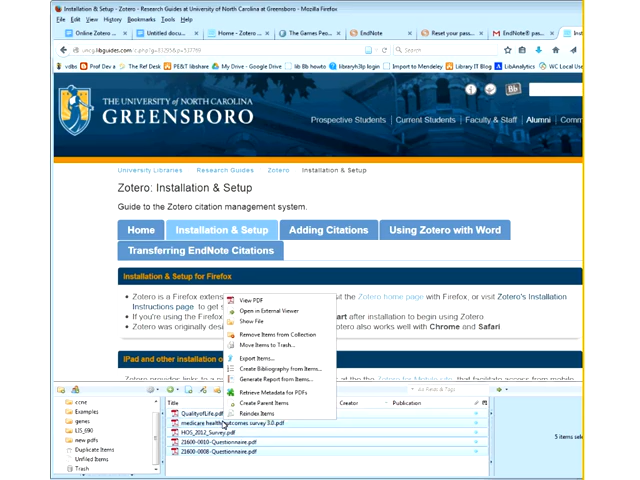 Installation & Setup - Zotero - Research Guides at University of North Carolina at Greensboro - Mozilla Firefox
File Edit View History Bookmarks Tools Help
Online Zotero ... Untitled docu... Home - Zotero ... The Games Peo... EndNote Reset your pass... EndNote® pas... Inst
Search
vdbs Prof Dev Z The Ref Desk PE&T libshare My Drive - Google Drive lib Bb howto libraryh3lp login Import to Mendeley Library IT Blog LibAnalytics WC Local Use
THE UNIVERSITY of NORTH CAROLINA
GREENSBORO
Bb
Prospective Students | Current Students | Faculty & Staff | Alumni | Comm
University Libraries Research Guides Zotero Installation & Setup
Zotero: Installation & Setup
Guide to the Zotero citation management system.
Home Installation & Setup Adding Citations Using Zotero with Word
Transferring EndNote Citations
Installation & Setup for Firefox
Zotero is a Firefox extens
it the Zotero home page with Firefox, or visit Zotero's Installation
Instructions page to get s
If you're using the Firefox
art after installation to begin using Zotero
Zotero was originally desi
otero also works well with Chrome and Safari
View PDF
Open in External Viewer
Show File
Remove Items from Collection
Move Items to Trash...
Export Items...
Create Bibliography from Items...
Generate Report from Items...
Retrieve Metadata for PDFs
Create Parent Items
Reindex Items
IPad and other installation o
ccne
Examples
genes
LIS_690
new pdfs
Duplicate Items
Unfiled Items
Trash
Title Creator Publication
QualityofLife.pdf
medicare health outcomes survey 3.0.pdf
HOS_2012_Survey.pdf
21600-0010-Questionnaire.pdf
21600-0008-Questionnaire.pdf
5 items sele